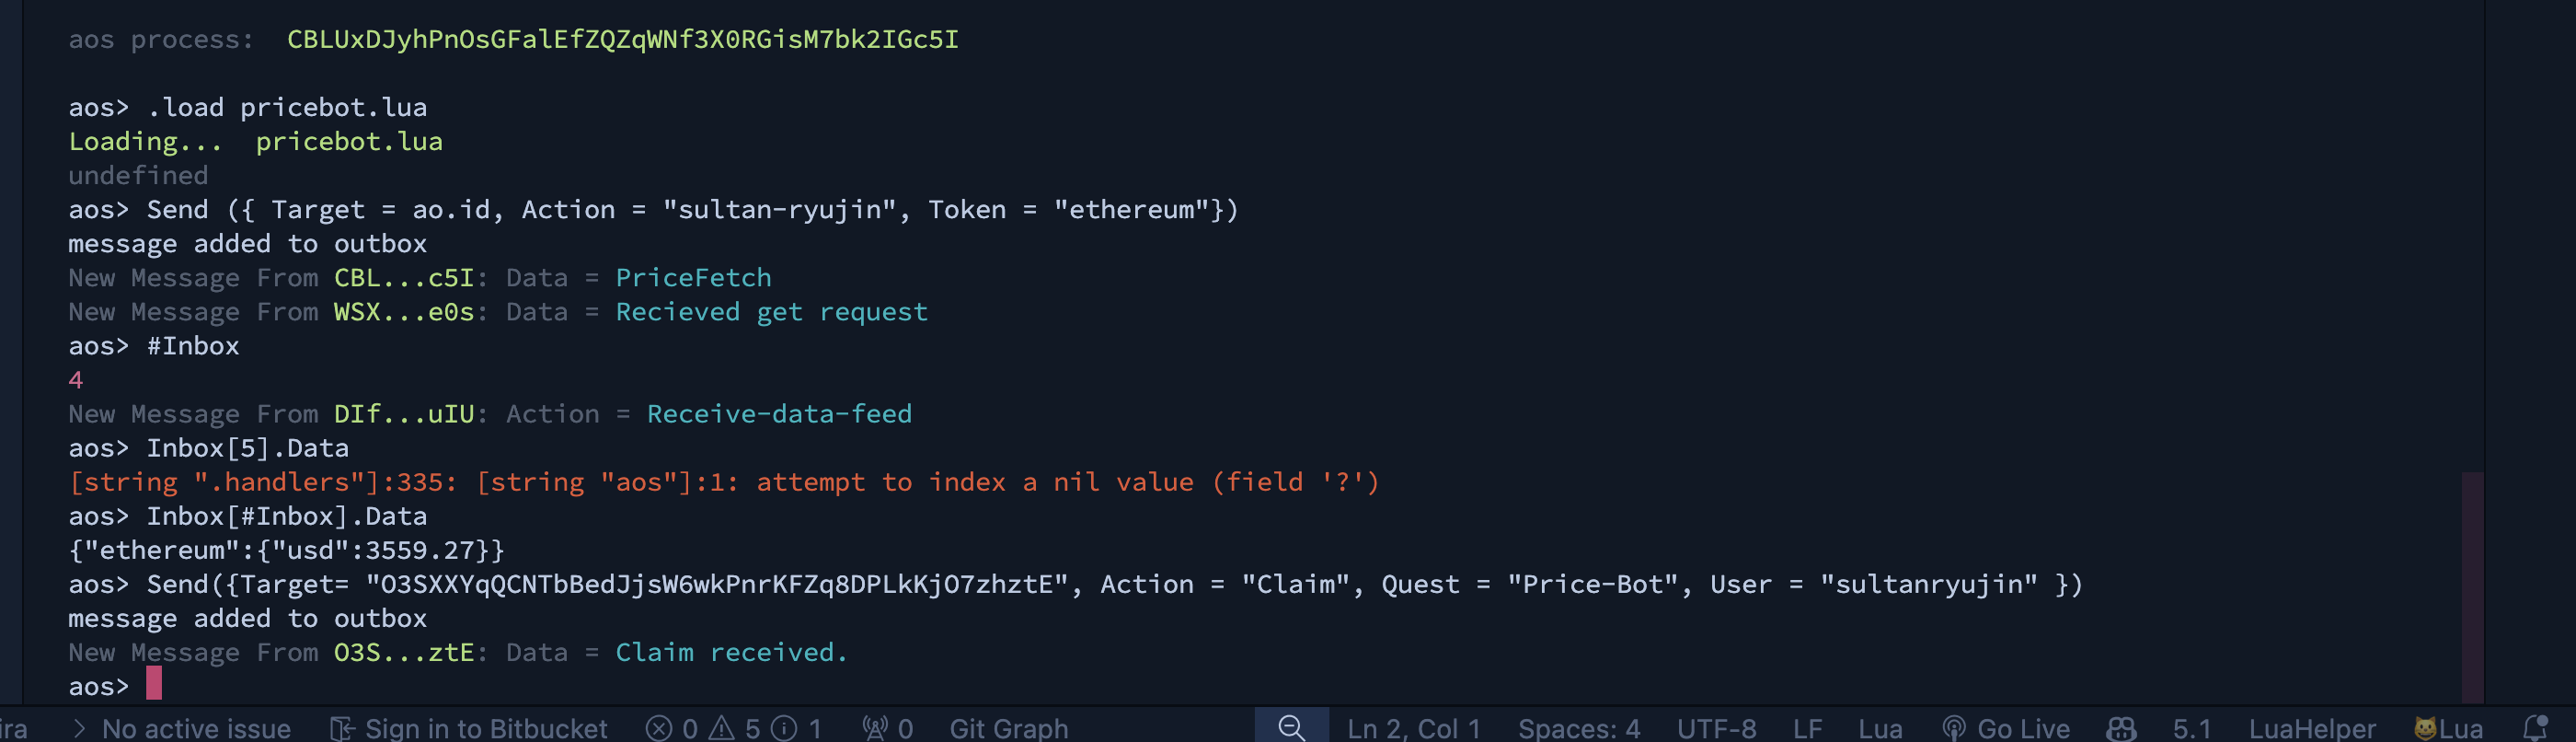 aos process:  CBLUxDJyhPnOsGFalEfZQZqWNf3X0RGisM7bk2IGc5I
aos> .load pricebot.lua
Loading...  pricebot.lua
undefined
aos> Send ({ Target = ao.id, Action = "sultan-ryujin", Token = "ethereum"})
message added to outbox
New Message From CBL...c5I: Data = PriceFetch
New Message From WSX...e0s: Data = Recieved get request
aos> #Inbox
4
New Message From DIf...uIU: Action = Receive-data-feed
aos> Inbox[5].Data
[string ".handlers"]:335: [string "aos"]:1: attempt to index a nil value (field '?')
aos> Inbox[#Inbox].Data
{"ethereum":{"usd":3559.27}}
aos> Send({Target= "O3SXXYqQCNTbBedJjsW6wkPnrKFZq8DPLkKjO7zhztE", Action = "Claim", Quest = "Price-Bot", User = "sultanryujin" })
message added to outbox
New Message From O3S...ztE: Data = Claim received.
aos>
ira > No active issue Sign in to Bitbucket 0 5 1 0 Git Graph Ln 2, Col 1 Spaces: 4 UTF-8 LF Lua Go Live 5.1 LuaHelper Lua